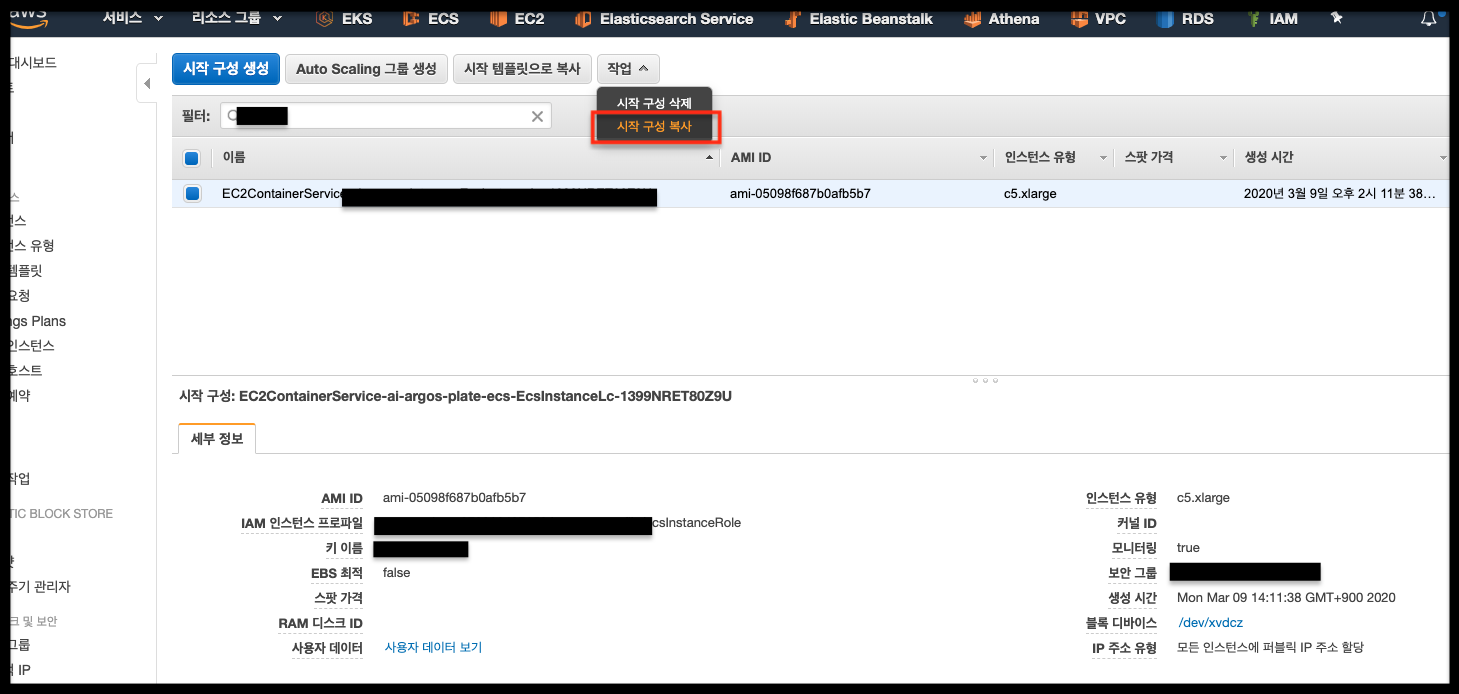 aws 서비스 리소스 그룹 EKS ECS EC2 Elasticsearch Service Elastic Beanstalk Athena VPC RDS IAM
대시보드
시작 구성 생성 Auto Scaling 그룹 생성 시작 템플릿으로 복사 작업
시작 구성 삭제
시작 구성 복사
필터:
이름 AMI ID 인스턴스 유형 스팟 가격 생성 시간
EC2ContainerService ami-05098f687b0afb5b7 c5.xlarge 2020년 3월 9일 오후 2시 11분 38...
스
스 유형
템플릿
요청
ngs Plans
인스턴스
호스트
예약
작업
TIC BLOCK STORE
주기 관리자
크 및 보안
그룹
IP
시작 구성: EC2ContainerService-ai-argos-plate-ecs-EcsInstanceLc-1399NRET80Z9U
세부 정보
AMI ID ami-05098f687b0afb5b7
IAM 인스턴스 프로파일 csInstanceRole
키 이름
EBS 최적 false
스팟 가격
RAM 디스크 ID
사용자 데이터 사용자 데이터 보기
인스턴스 유형 c5.xlarge
커널 ID
모니터링 true
보안 그룹
생성 시간 Mon Mar 09 14:11:38 GMT+900 2020
블록 디바이스 /dev/xvdcz
IP 주소 유형 모든 인스턴스에 퍼블릭 IP 주소 할당